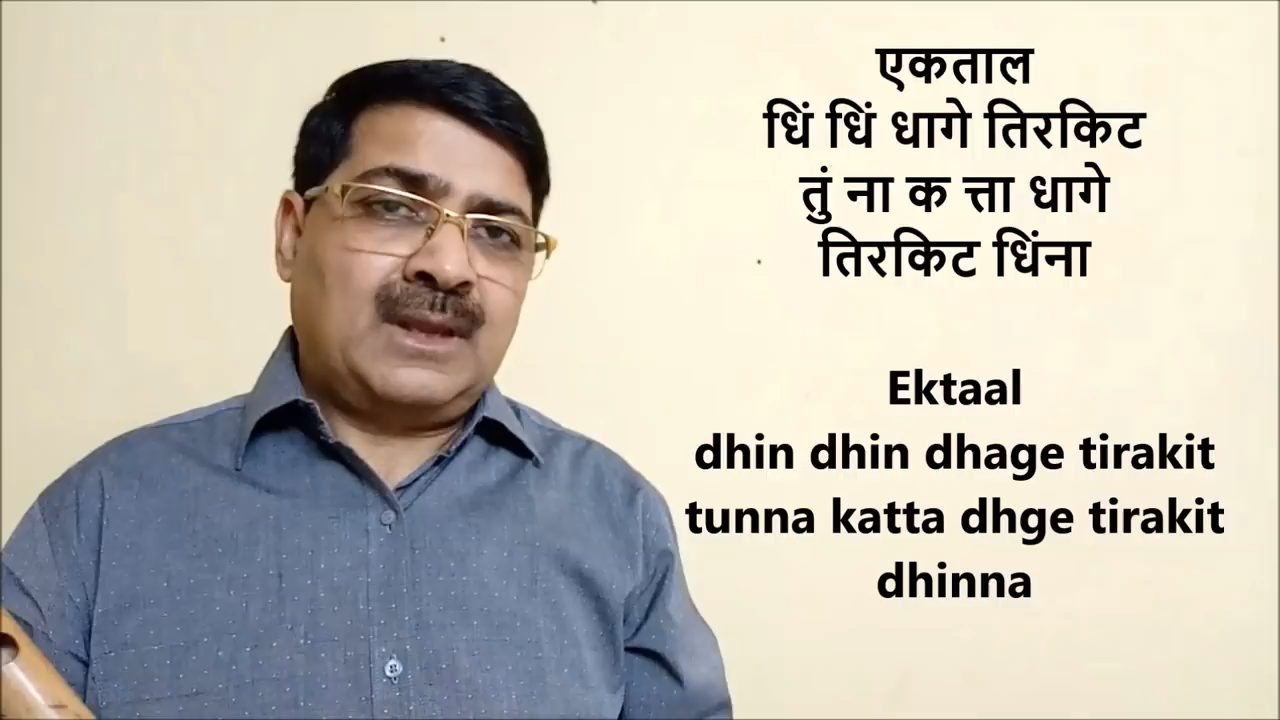 एकताल
धिं धिं धागे तिरकिट
तुं ना क त्ता धागे
तिरकिट धिंना
Ektaal
dhin dhin dhage tirakit
tunna katta dhge tirakit
dhinna